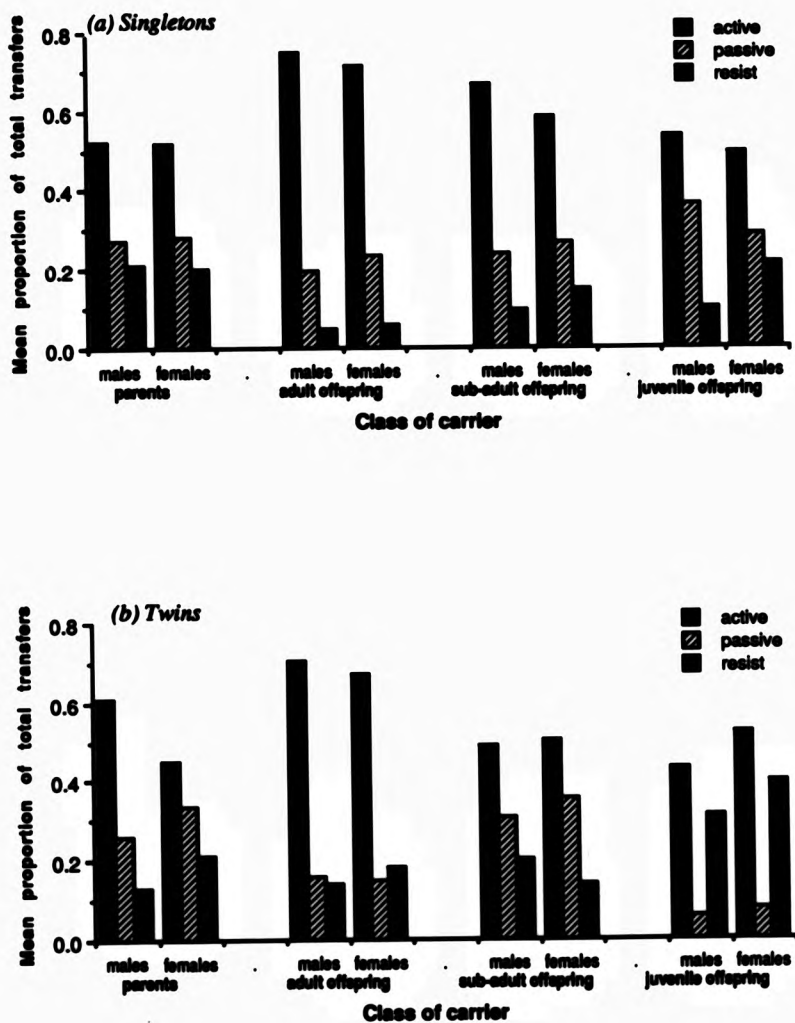 (a) Singletons
active
passive
resist
Mean proportion of total transfers
0.8
0.6
0.4
0.2
0.0
males females males females males females males females
parents adult offspring sub-adult offspring juvenile offspring
Class of carrier
(b) Twins
active
passive
resist
Mean proportion of total transfers
0.8
0.6
0.4
0.2
0.0
males females males females males females males females
parents adult offspring sub-adult offspring juvenile offspring
Class of carrier